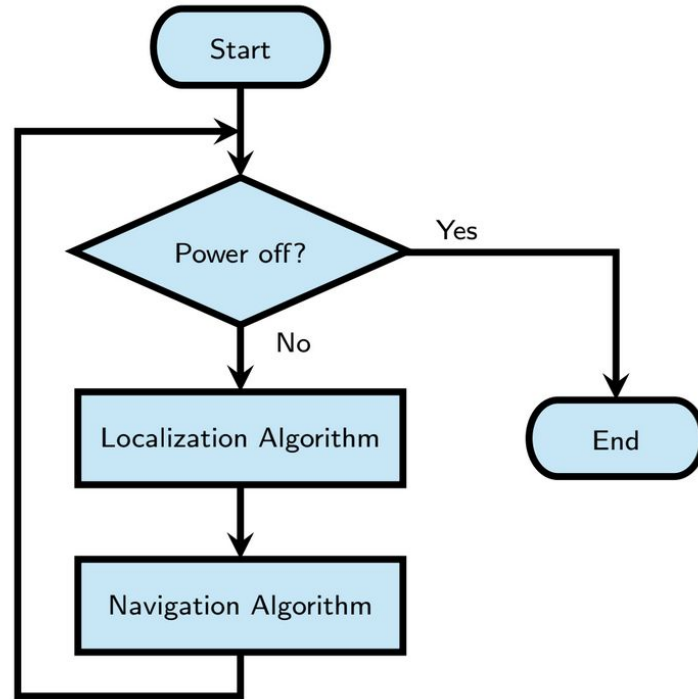 Start
Power off?
Yes
No
Localization Algorithm
End
Navigation Algorithm